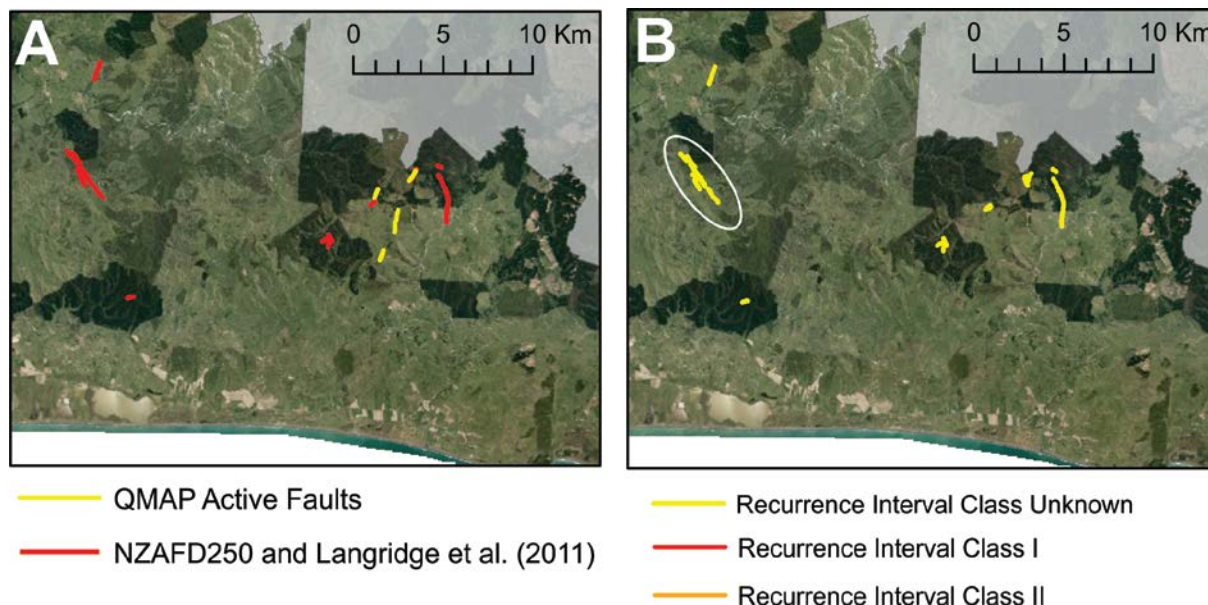 A
0 5 10 Km
B
0 5 10 Km
QMAP Active Faults
NZAFD250 and Langridge et al. (2011)
Recurrence Interval Class Unknown
Recurrence Interval Class I
Recurrence Interval Class II